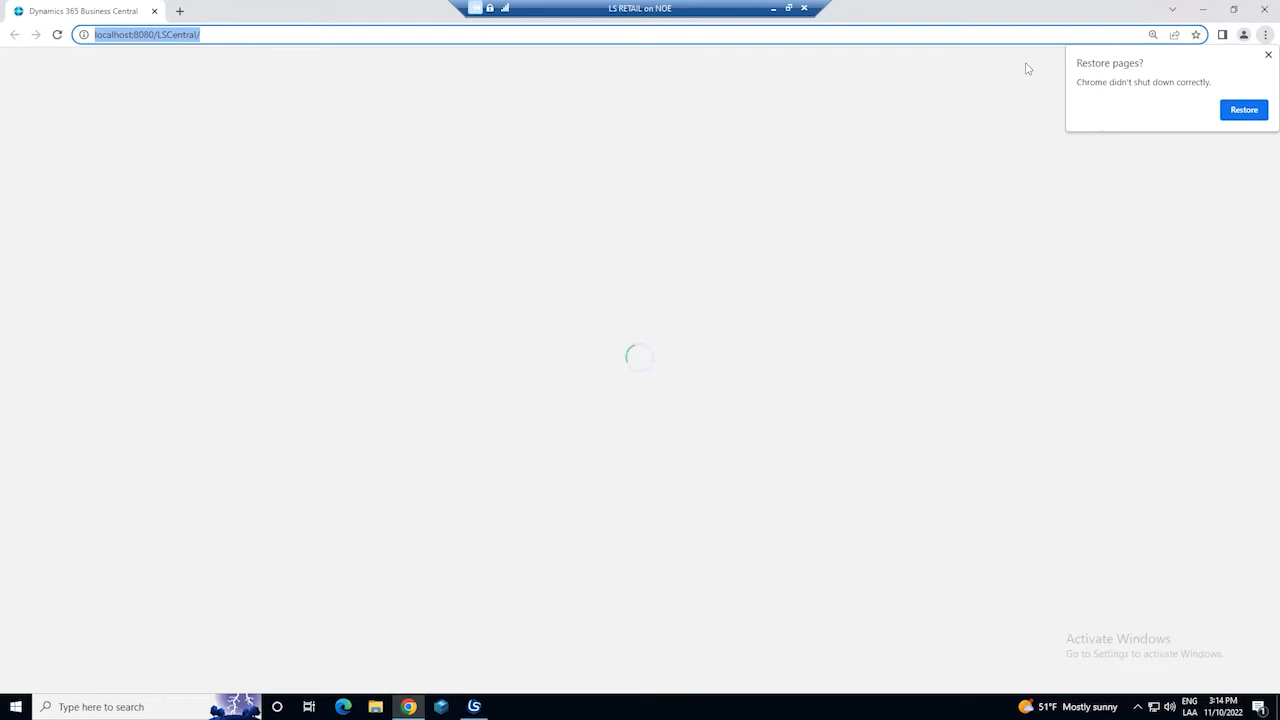 Dynamics 365 Business Central
LS RETAIL on NOE
localhost:8080/LSCentral/
Restore pages?
Chrome didn't shut down correctly.
Restore
Activate Windows
Go to Settings to activate Windows.
Type here to search
51°F Mostly sunny
ENG
LAA
3:14 PM
11/10/2022
1